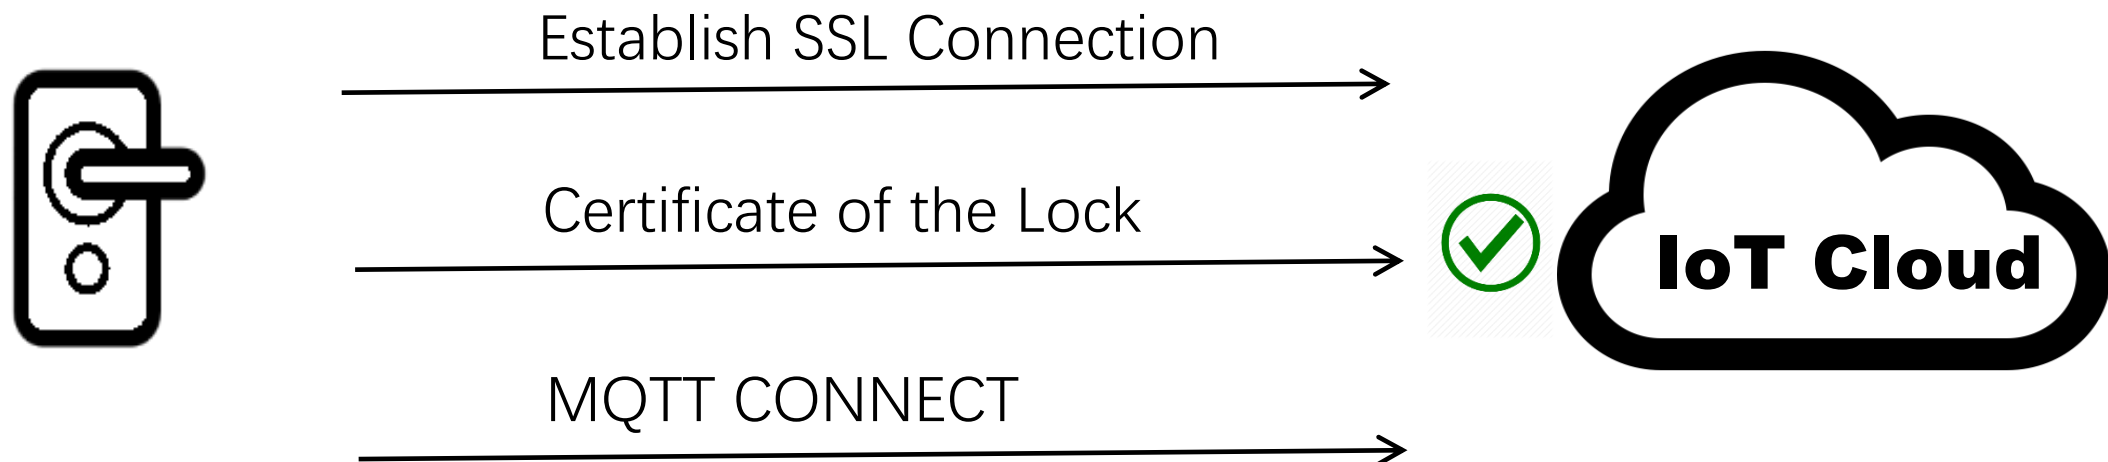 Establish SSL Connection
Certificate of the Lock
IoT Cloud
MQTT CONNECT